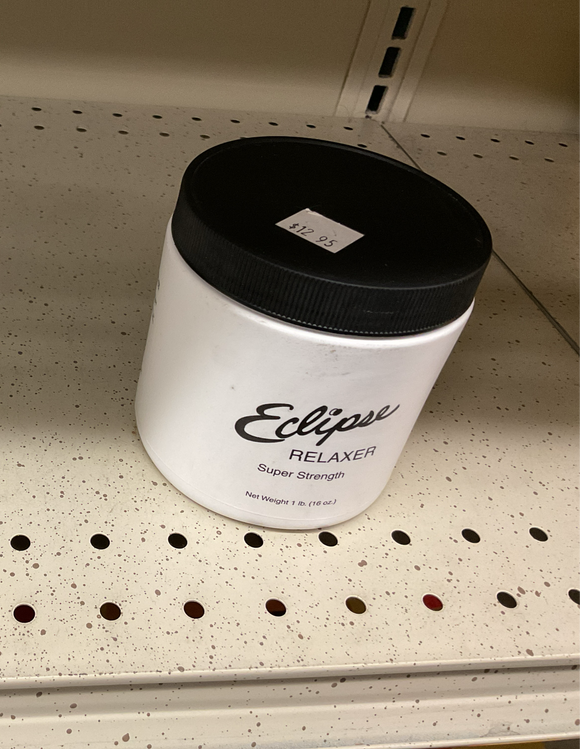 $12.95
Eclipse
RELAXER
Super Strength
Net Weight 1 lb. (16 oz.)